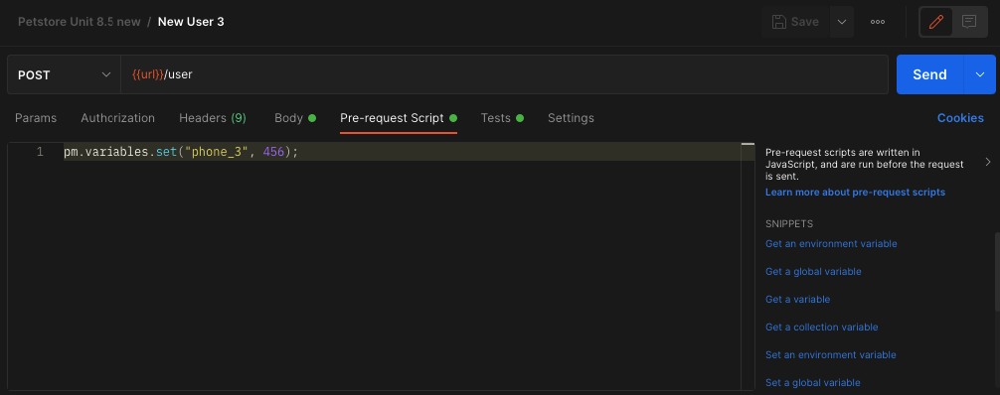 Petstore Unit 8.5 new / New User 3
Save
POST
{{url}}/user
Send
Params Authorization Headers (9) Body Pre-request Script Tests Settings Cookies
1 pm.variables.set("phone_3", 456);
Pre-request scripts are written in
JavaScript, and are run before the request
is sent.
Learn more about pre-request scripts
SNIPPETS
Get an environment variable
Get a global variable
Get a variable
Get a collection variable
Set an environment variable
Set a global variable